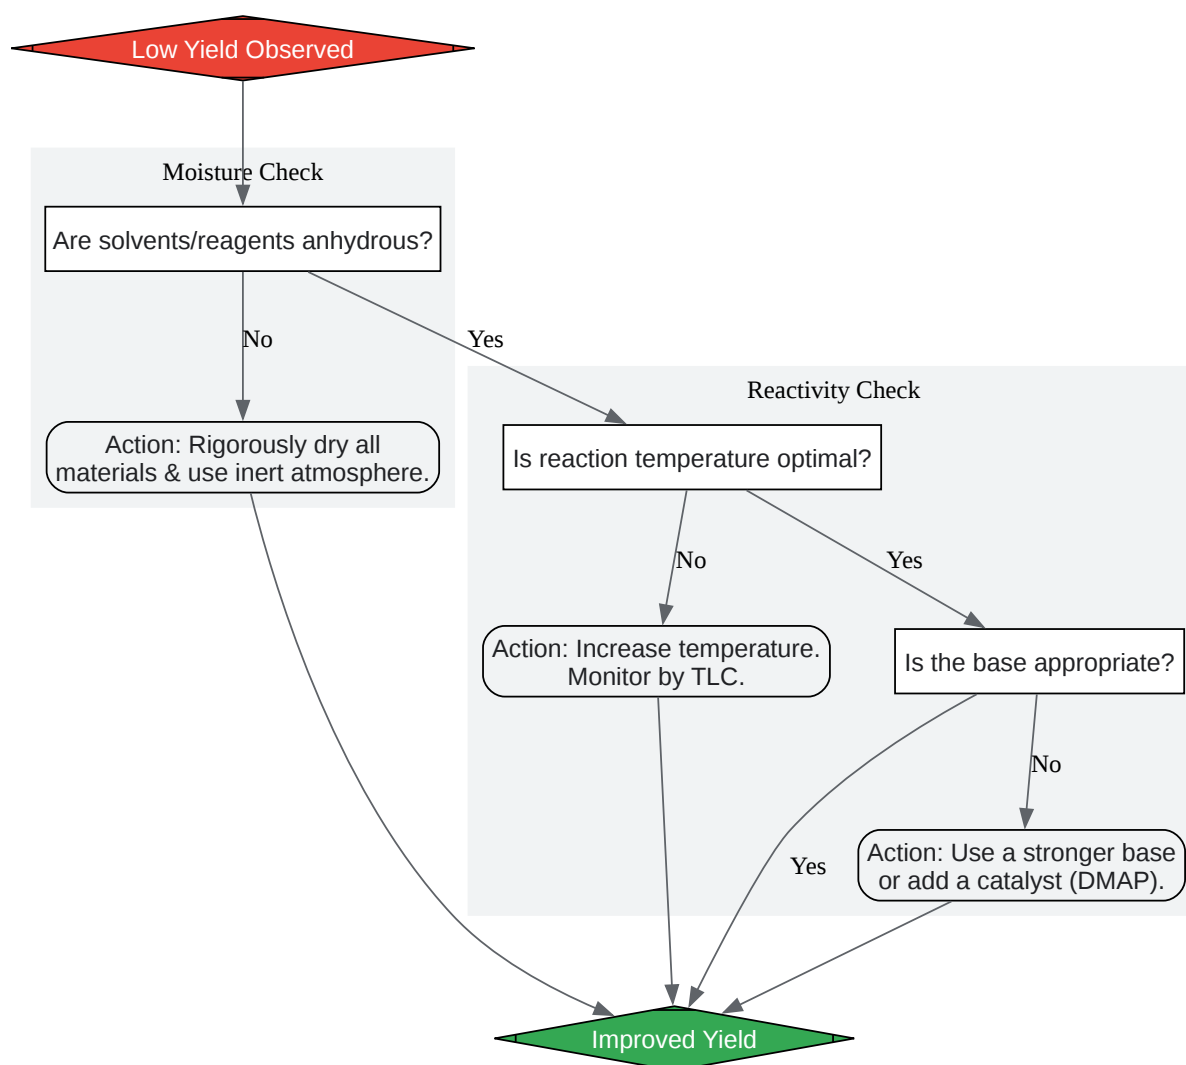 Low Yield Observed
Moisture Check
Are solvents/reagents anhydrous?
No
Yes
Action: Rigorously dry all
materials & use inert atmosphere.
Reactivity Check
Is reaction temperature optimal?
No
Yes
Action: Increase temperature.
Monitor by TLC.
Is the base appropriate?
No
Yes
Action: Use a stronger base
or add a catalyst (DMAP).
Improved Yield